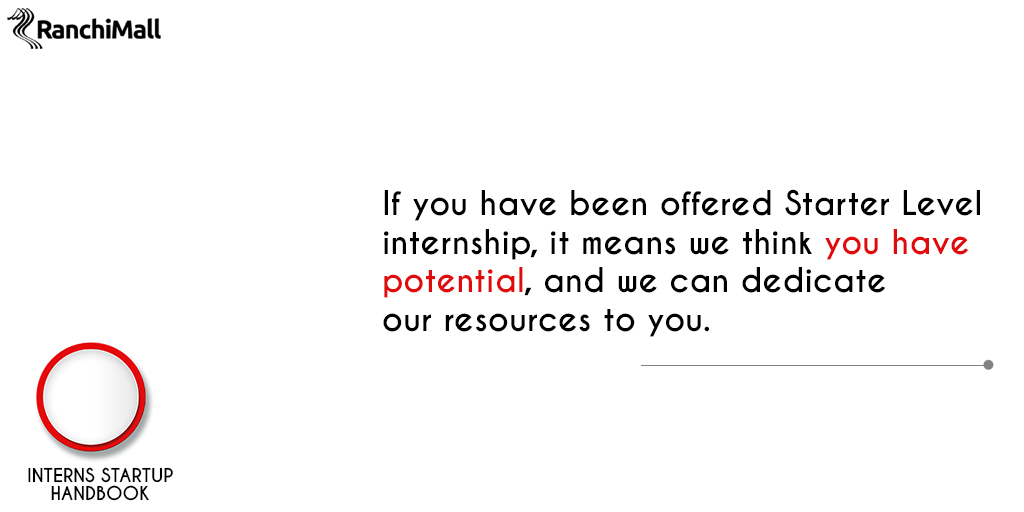 RanchiMall
If you have been offered Starter Level
internship, it means we think you have
potential, and we can dedicate
our resources to you.
INTERNS STARTUP
HANDBOOK